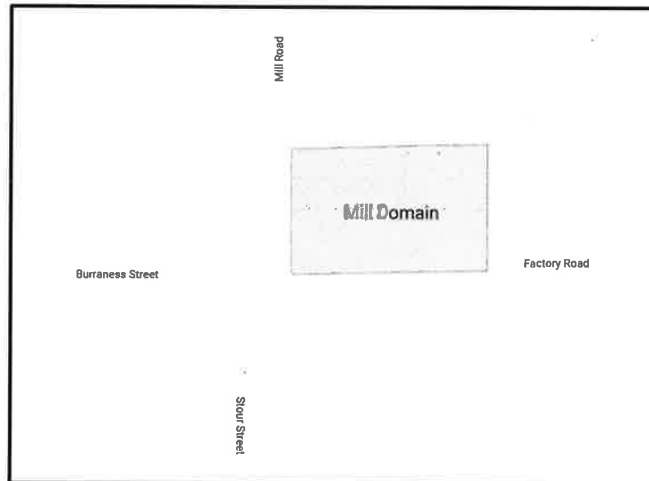 Mill Road
Mill Domain
Factory Road
Burraness Street
Stour Street